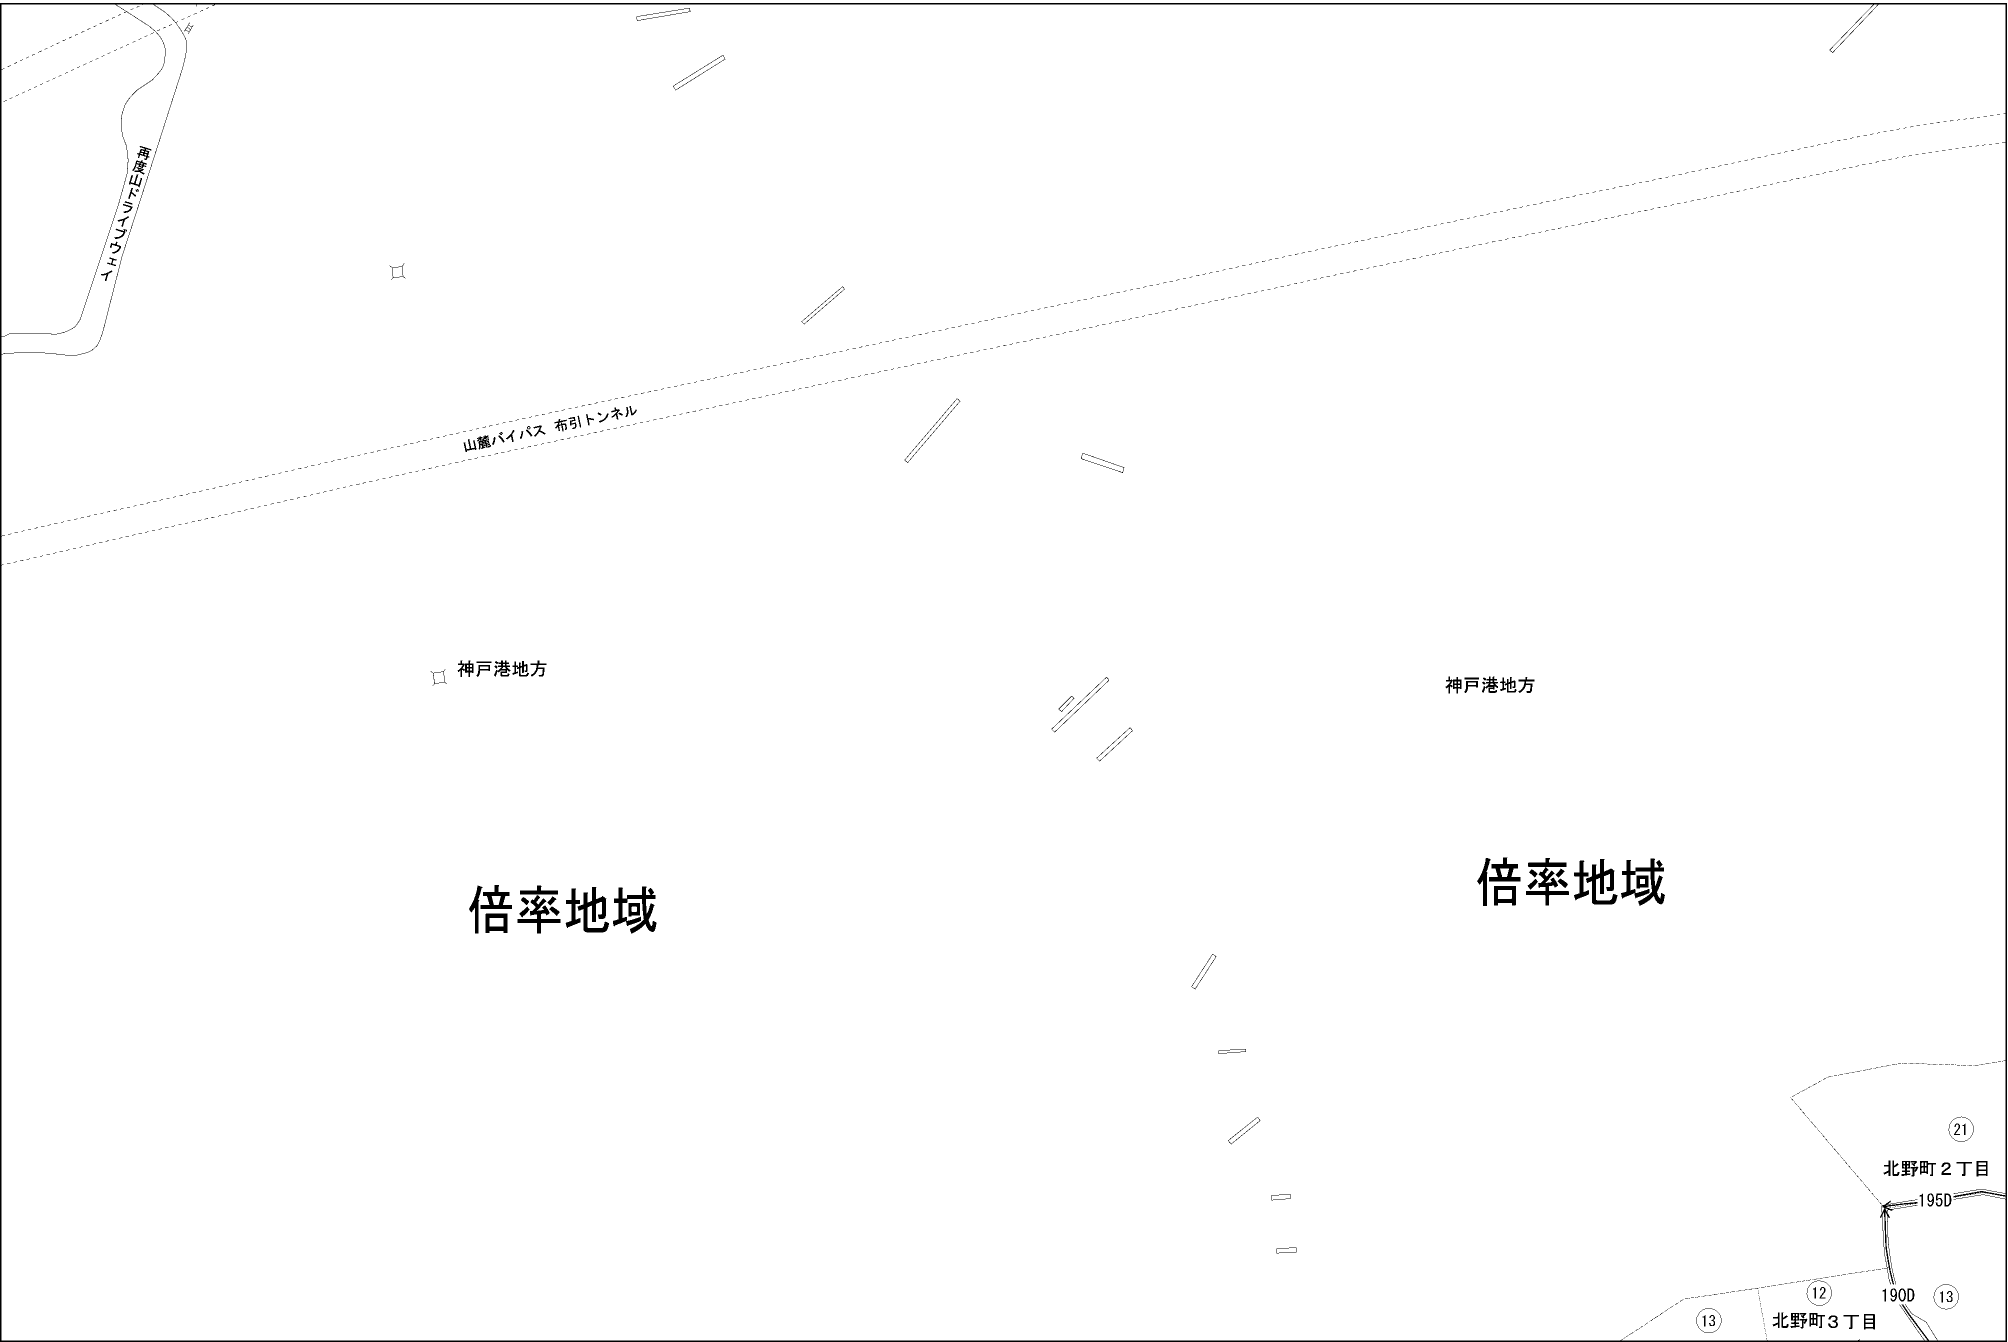 再度山ドライブウェイ
山麓バイパス 布引トンネル
神戸港地方
神戸港地方
倍率地域
倍率地域
21
北野町2丁目
195D
12
190D
13
13
北野町3丁目